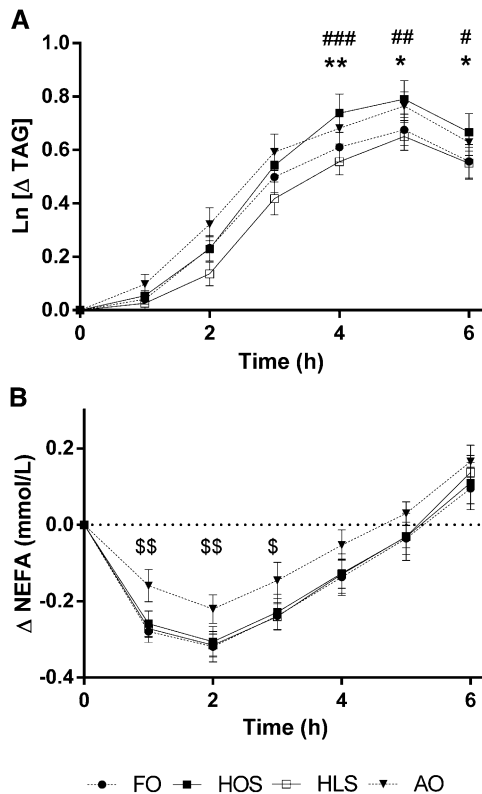 A
### ## #
** * *
1.0
0.8
0.6
0.4
0.2
0.0
Ln [Δ TAG]
0 2 4 6
Time (h)
B
0.2
0.0
-0.2
-0.4
Δ NEFA (mmol/L)
$$ $$ $
0 2 4 6
Time (h)
FO HOS HLS AO